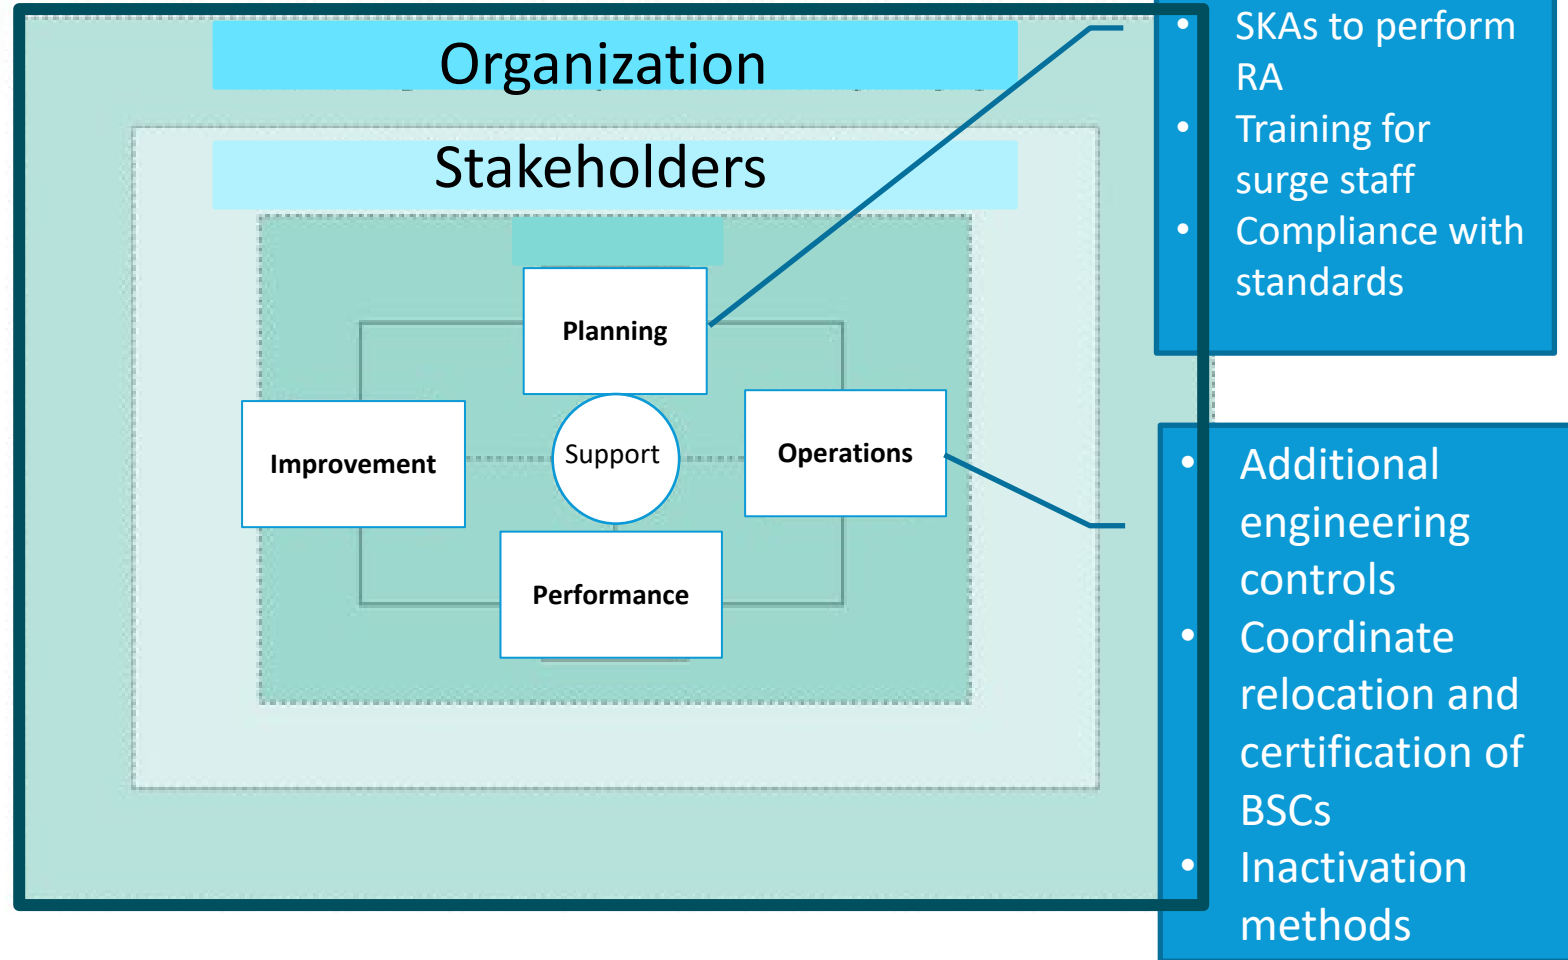 Organization
Stakeholders
Planning
Improvement
Support
Operations
Performance
• SKAs to perform
RA
• Training for
surge staff
• Compliance with
standards
• Additional
engineering
controls
• Coordinate
relocation and
certification of
BSCs
• Inactivation
methods